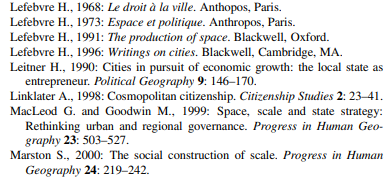 Lefebvre H., 1968: Le droit à la ville. Anthopos, Paris.
Lefebvre H., 1973: Espace et politique. Anthropos, Paris.
Lefebvre H., 1991: The production of space. Blackwell, Oxford.
Lefebvre H., 1996: Writings on cities. Blackwell, Cambridge, MA.
Leitner H., 1990: Cities in pursuit of economic growth: the local state as
entrepreneur. Political Geography 9: 146–170.
Linklater A., 1998: Cosmopolitan citizenship. Citizenship Studies 2: 23–41.
MacLeod G. and Goodwin M., 1999: Space, scale and state strategy:
Rethinking urban and regional governance. Progress in Human Geo-
graphy 23: 503–527.
Marston S., 2000: The social construction of scale. Progress in Human
Geography 24: 219–242.